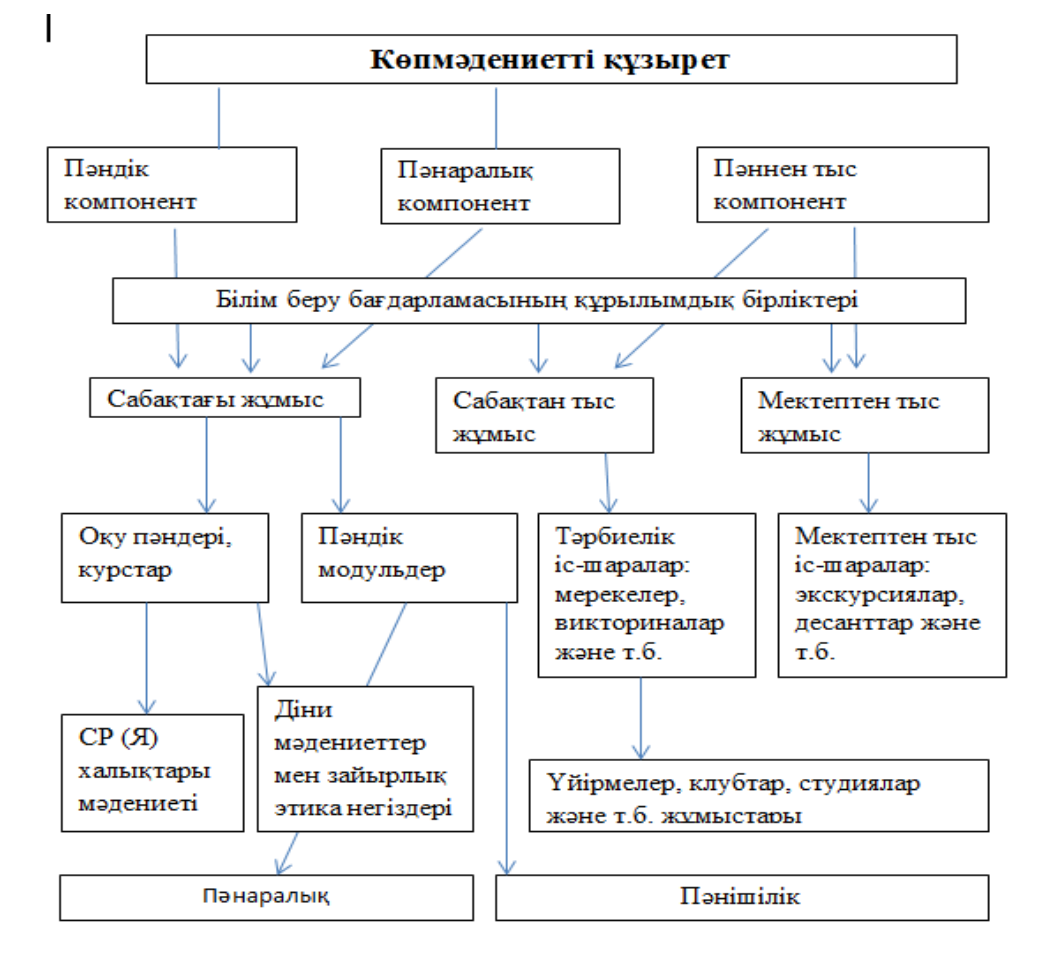 Көпмәдениетті құзырет
Пәндік
компонент
Пәнаралық
компонент
Пәннен тыс
компонент
Білім беру бағдарламасының құрылымдық бірліктері
Сабақтағы жұмыс
Сабақтан тыс
жұмыс
Мектептен тыс
жұмыс
Оқу пәндері,
курстар
Пәндік
модульдер
Тәрбиелік
іс-шаралар:
мерекелер,
викториналар
және т.б.
Мектептен тыс
іс-шаралар:
экскурсиялар,
десанттар және
т.б.
СР (Я)
халықтары
мәдениеті
Діни
мәдениеттер
мен зайырлық
этика негіздері
Үйірмелер, клубтар, студиялар
және т.б. жұмыстары
Пәнаралық
Пәнішілік